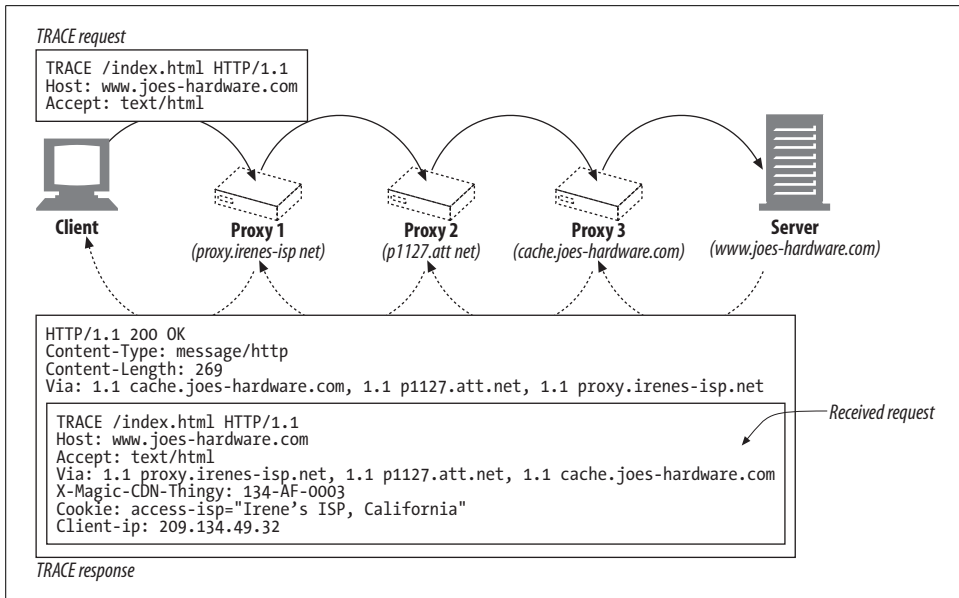 TRACE request
TRACE /index.html HTTP/1.1
Host: www.joes-hardware.com
Accept: text/html
Client
Proxy 1
(proxy.irenes-isp net)
Proxy 2
(p1127.att net)
Proxy 3
(cache.joes-hardware.com)
Server
(www.joes-hardware.com)
HTTP/1.1 200 OK
Content-Type: message/http
Content-Length: 269
Via: 1.1 cache.joes-hardware.com, 1.1 p1127.att.net, 1.1 proxy.irenes-isp.net
TRACE /index.html HTTP/1.1
Host: www.joes-hardware.com
Accept: text/html
Via: 1.1 proxy.irenes-isp.net, 1.1 p1127.att.net, 1.1 cache.joes-hardware.com
X-Magic-CDN-Thingy: 134-AF-0003
Cookie: access-isp="Irene's ISP, California"
Client-ip: 209.134.49.32
Received request
TRACE response